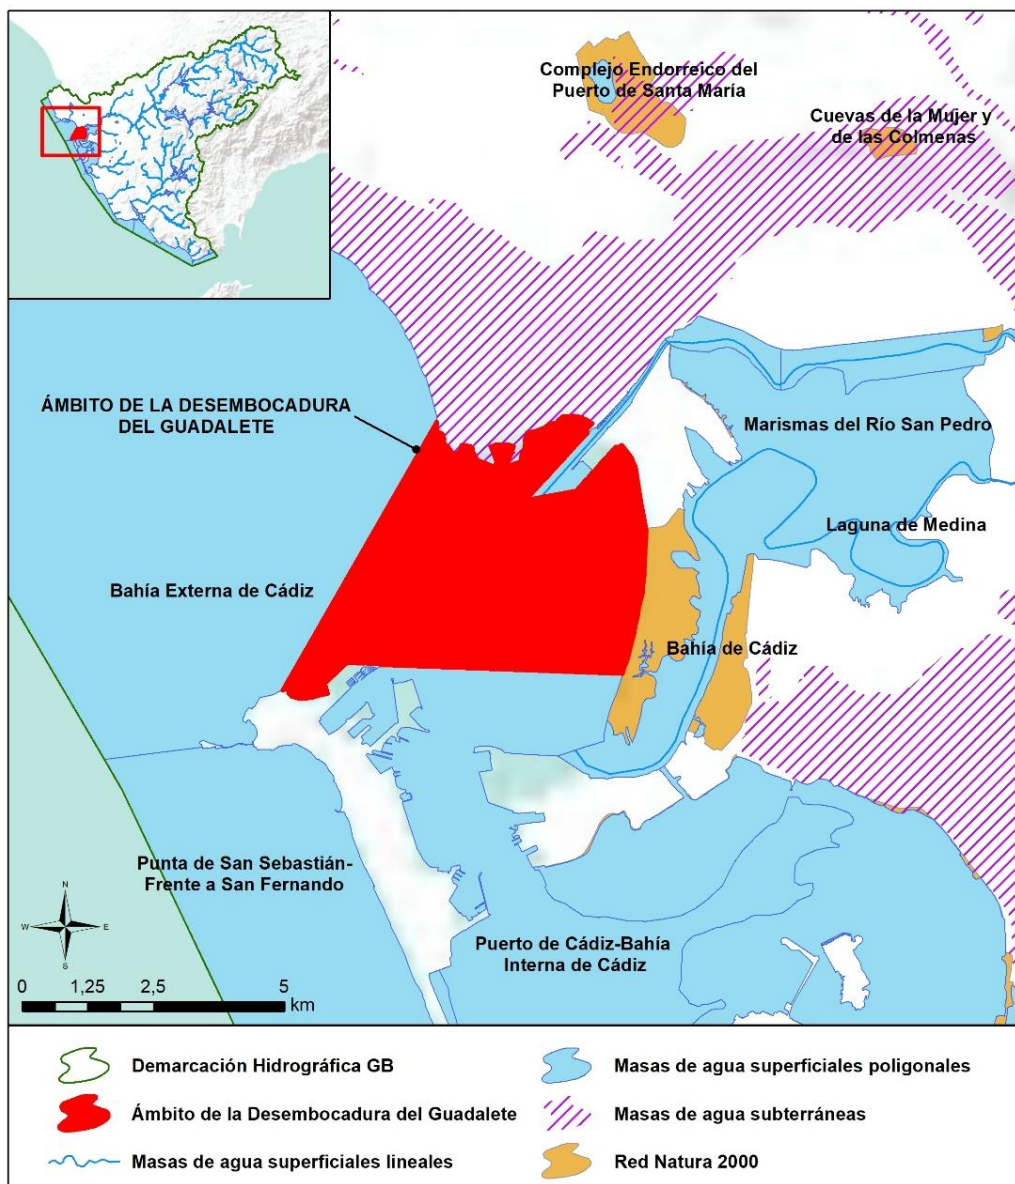 Complejo Endorreico del
Puerto de Santa María
Cuevas de la Mujer y
de las Colmenas
ÁMBITO DE LA DESEMBOCADURA
DEL GUADALETE
Marismas del Río San Pedro
Laguna de Medina
Bahía Externa de Cádiz
Bahía de Cádiz
Punta de San Sebastián-
Frente a San Fernando
Puerto de Cádiz-Bahía
Interna de Cádiz
N
W
E
S
0
1,25
2,5
5
km
Demarcación Hidrográfica GB
Masas de agua superficiales poligonales
Ámbito de la Desembocadura del Guadalete
Masas de agua subterráneas
Masas de agua superficiales lineales
Red Natura 2000